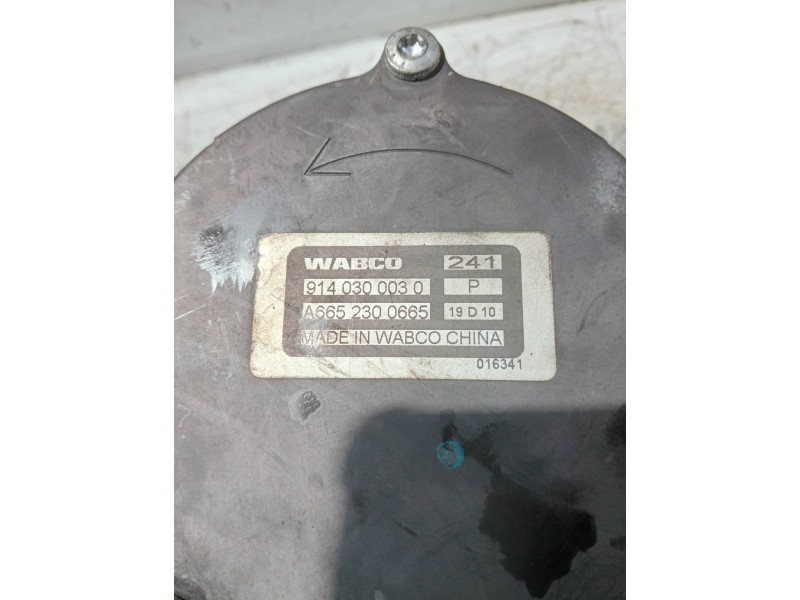 WABCO 241
914 030 003 0 P
A665 230 0665 19 D 10
MADE IN WABCO CHINA
016341